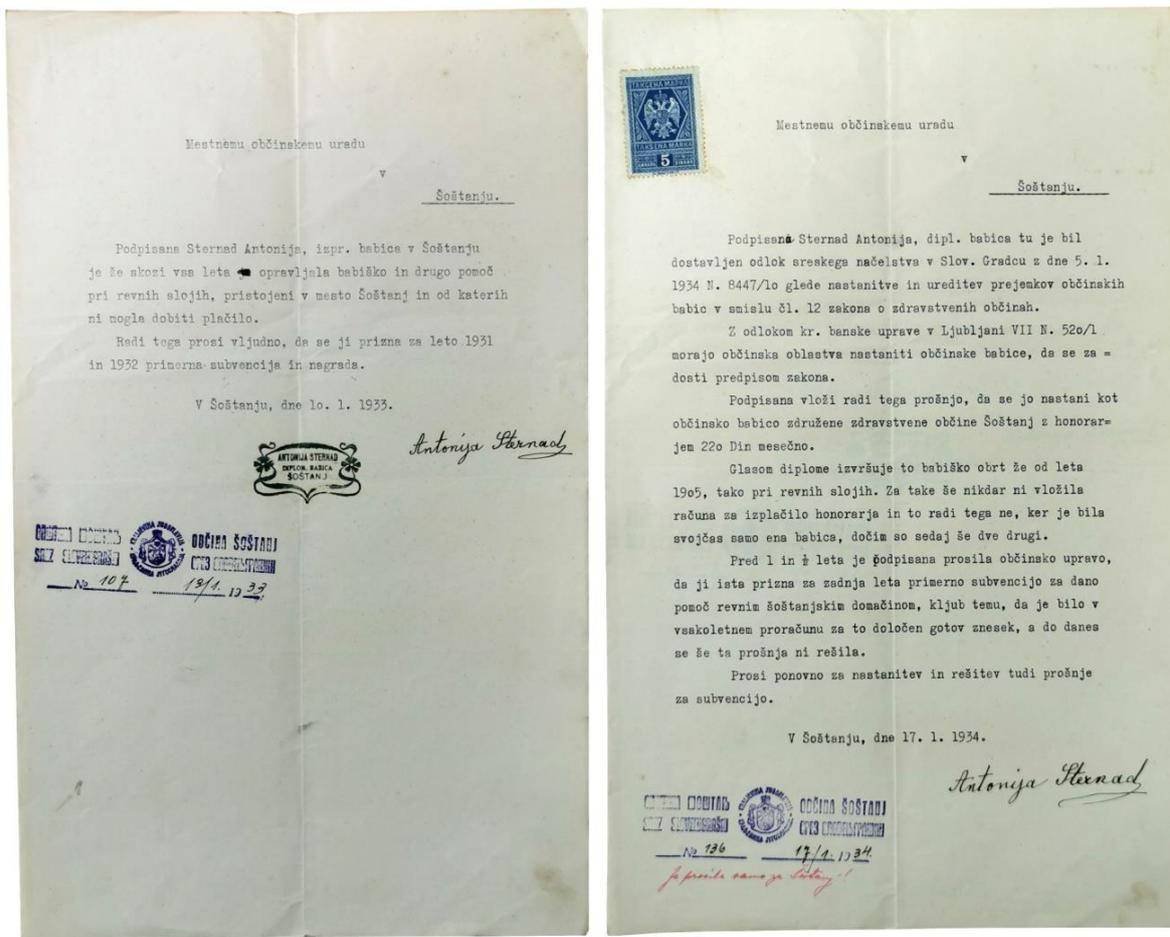 Mestnemu občinskemu uradu
v
Šoštanju.
Podpisana Sternad Antonija, izpr. babica v Šoštanju
je že skozi vsa leta opravljala babiško in drugo pomoč
pri revnih slojih, pristojeni v mesto Šoštanj in od katerih
ni mogla dobiti plačilo.
Radi tega prosi vljudno, da se ji prizna za leto 1931
in 1932 primerna subvencija in nagrada.
V Šoštanju, dne lo. 1. 1933.
Antonija Sternad
ANTONIJA STERNAD
DIPLOM. BABICA
ŠOŠTANJ
OBČINA ŠOŠTANJ
No 107 13/1. 1933.
TAKSENA MARKA
TAKSENA MARKA
5
Mestnemu občinskemu uradu
v
Šoštanju.
Podpisana Sternad Antonija, dipl. babica tu je bil
dostavljen odlok sreskega načelstva v Slov. Gradcu z dne 5. 1.
1934 N. 8447/lo glede nastanitve in ureditev prejemkov občinskih
babic v smislu čl. 12 zakona o zdravstvenih občinah.
Z odlokom kr. banske uprave v Ljubljani VII N. 52o/1
morajo občinska oblastva nastaniti občinske babice, da se za =
dosti predpisom zakona.
Podpisana vloži radi tega prošnjo, da se jo nastani kot
občinsko babico združene zdravstvene občine Šoštanj z honorar=
jem 22o Din mesečno.
Glasom diplome izvršuje to babiško obrt že od leta
19o5, tako pri revnih slojih. Za take še nikdar ni vložila
računa za izplačilo honorarja in to radi tega ne, ker je bila
svojčas samo ena babica, dočim so sedaj še dve drugi.
Pred 1 in ½ leta je podpisana prosila občinsko upravo,
da ji ista prizna za zadnja leta primerno subvencijo za dano
pomoč revnim šoštanjskim domačinom, kljub temu, da je bilo v
vsakoletnem proračunu za to določen gotov znesek, a do danes
se še ta prošnja ni rešila.
Prosi ponovno za nastanitev in rešitev tudi prošnje
za subvencijo.
V Šoštanju, dne 17. 1. 1934.
Antonija Sternad
OBČINA ŠOŠTANJ
No 136 17/1. 1934.
Je prosila samo za Šoštanj!